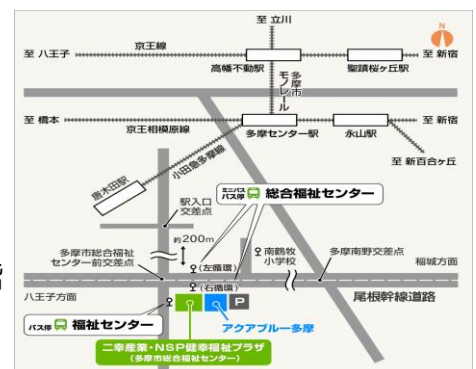 至 立川
N
至 八王子
京王線
高幡不動駅
聖蹟桜ヶ丘駅
至 新宿
多摩市
モノレール
至 橋本
京王相模原線
多摩センター駅
永山駅
至 新宿
小田急多摩線
至 新百合ヶ丘
唐木田駅
ミニバス
バス停
総合福祉センター
駅入口
交差点
約200m
多摩市総合福祉
センター前交差点
(左循環)
南鶴牧
小学校
多摩南野交差点
稲城方面
八王子方面
(右循環)
尾根幹線道路
P
バス停 福祉センター
アクアブルー多摩
二幸産業・NSP健幸福祉プラザ
(多摩市総合福祉センター)